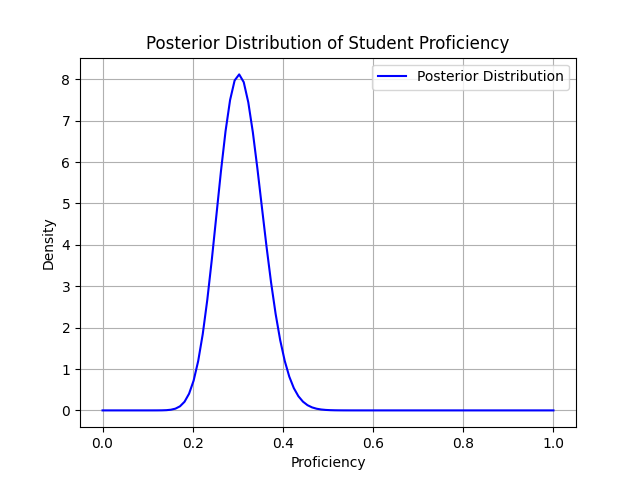 Posterior Distribution of Student Proficiency
Posterior Distribution
8
7
6
5
4
3
2
1
0
Density
0.0 0.2 0.4 0.6 0.8 1.0
Proficiency